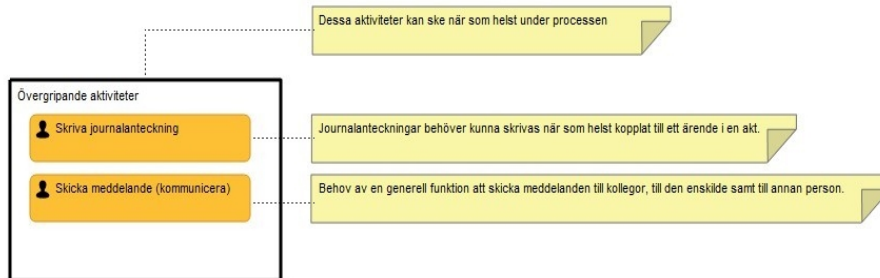 Dessa aktiviteter kan ske när som helst under processen
Övergripande aktiviteter
Skriva journalanteckning
Journalanteckningar behöver kunna skrivas när som helst kopplat till ett ärende i en akt.
Skicka meddelande (kommunicera)
Behov av en generell funktion att skicka meddelanden till kollegor, till den enskilde samt till annan person.